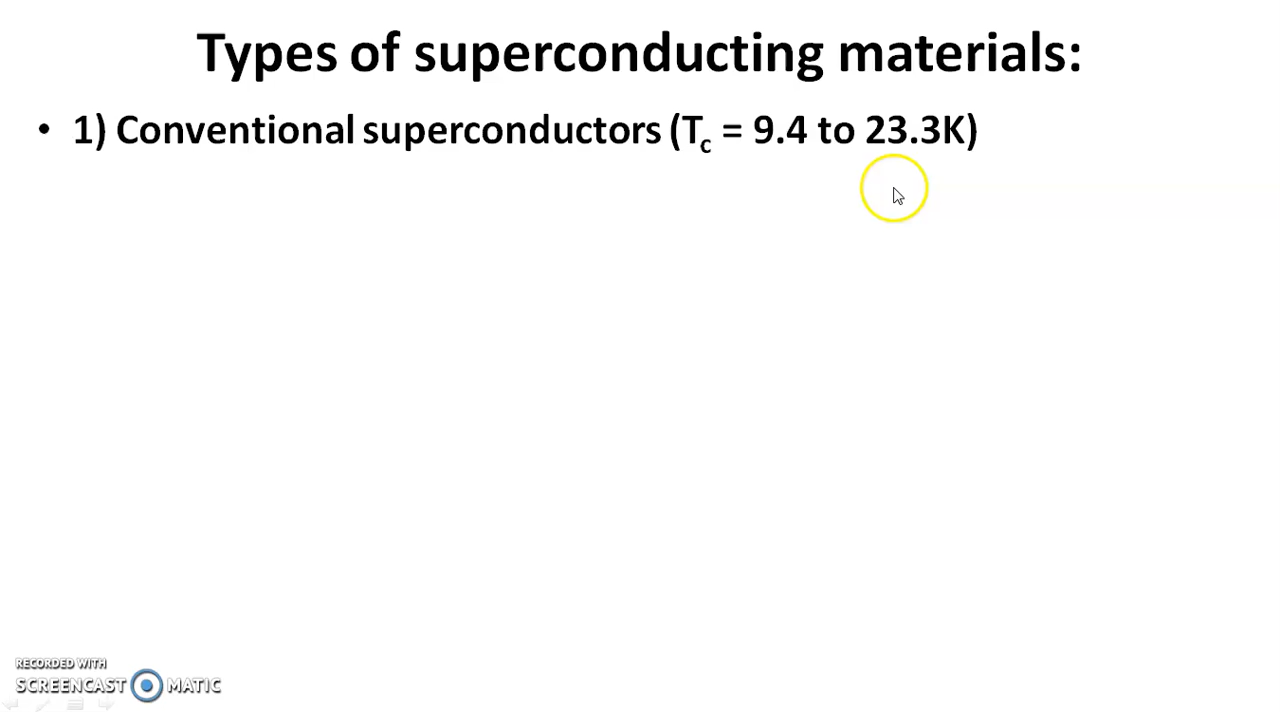 Types of superconducting materials:
• 1) Conventional superconductors (Tc = 9.4 to 23.3K)
RECORDED WITH
SCREENCAST MATIC